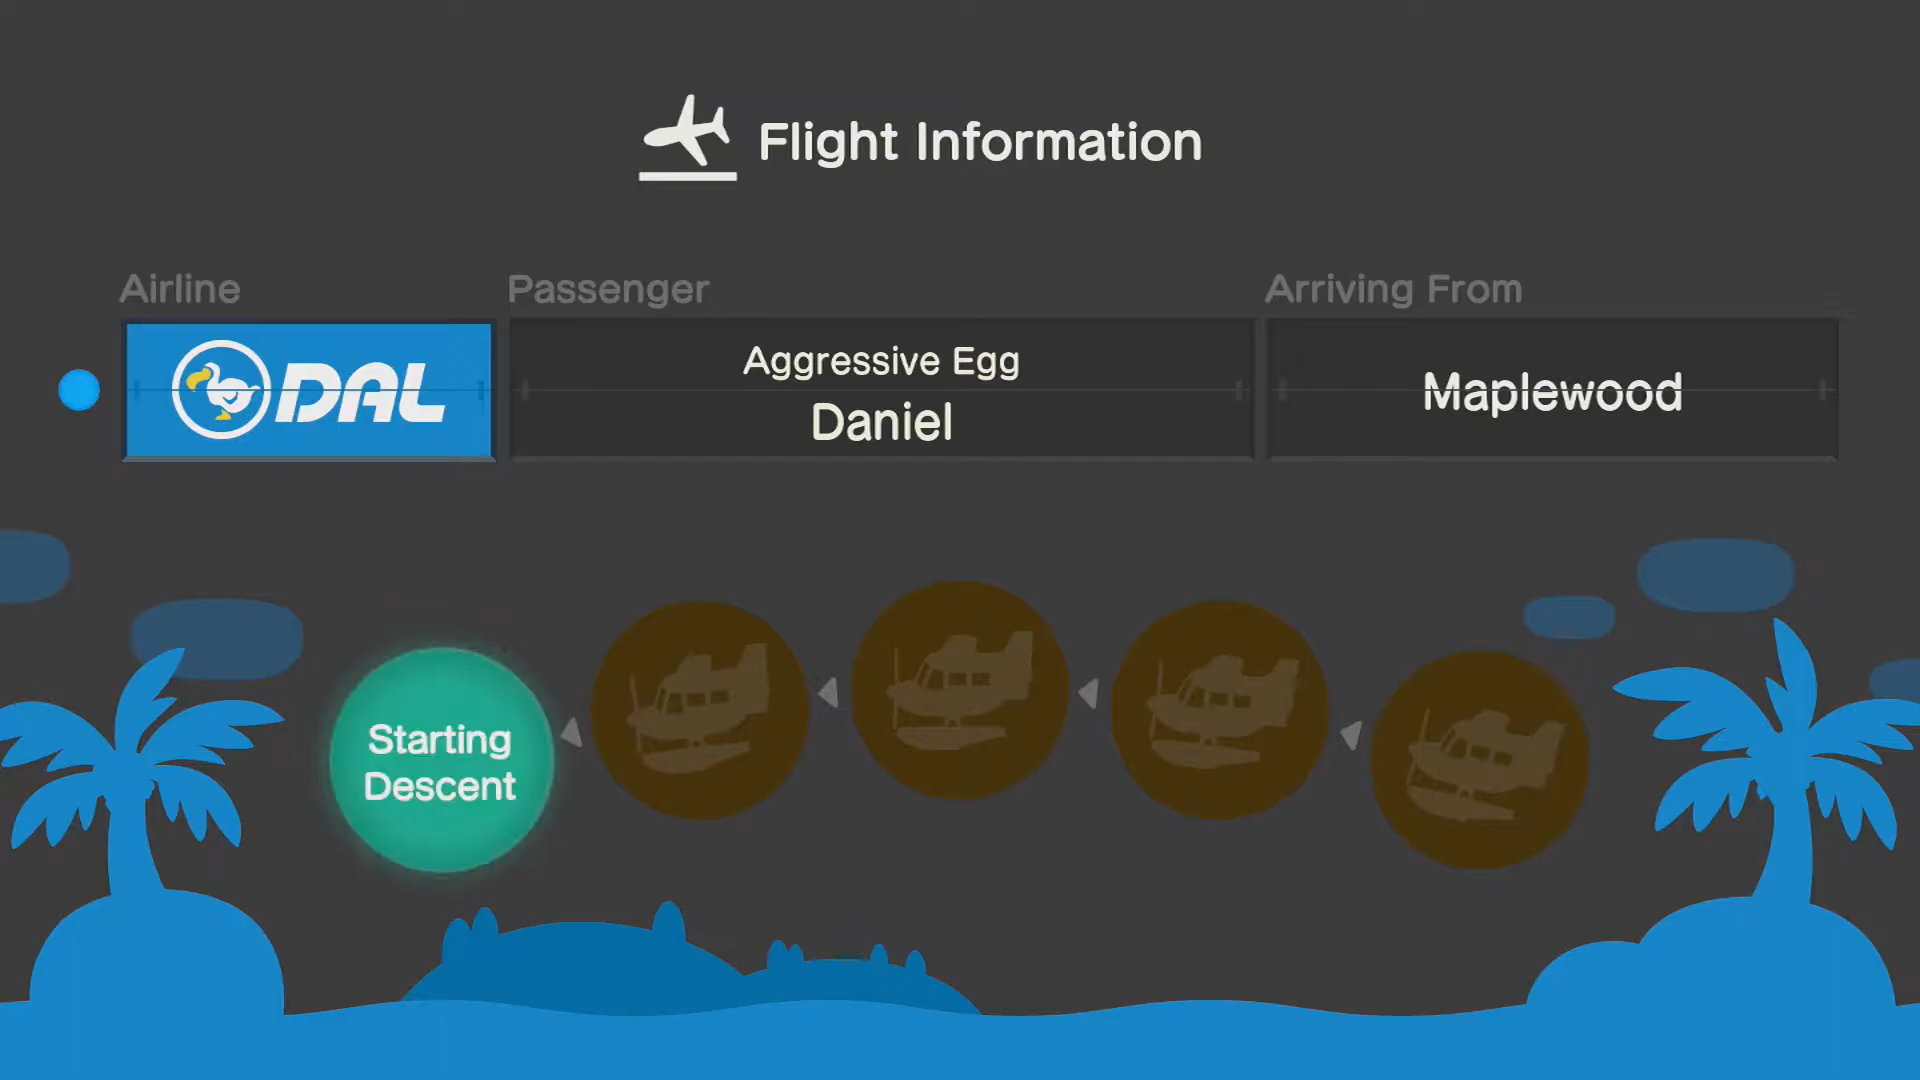 Flight Information
Airline
Passenger
Arriving From
DAL
Aggressive Egg
Daniel
Maplewood
Starting
Descent